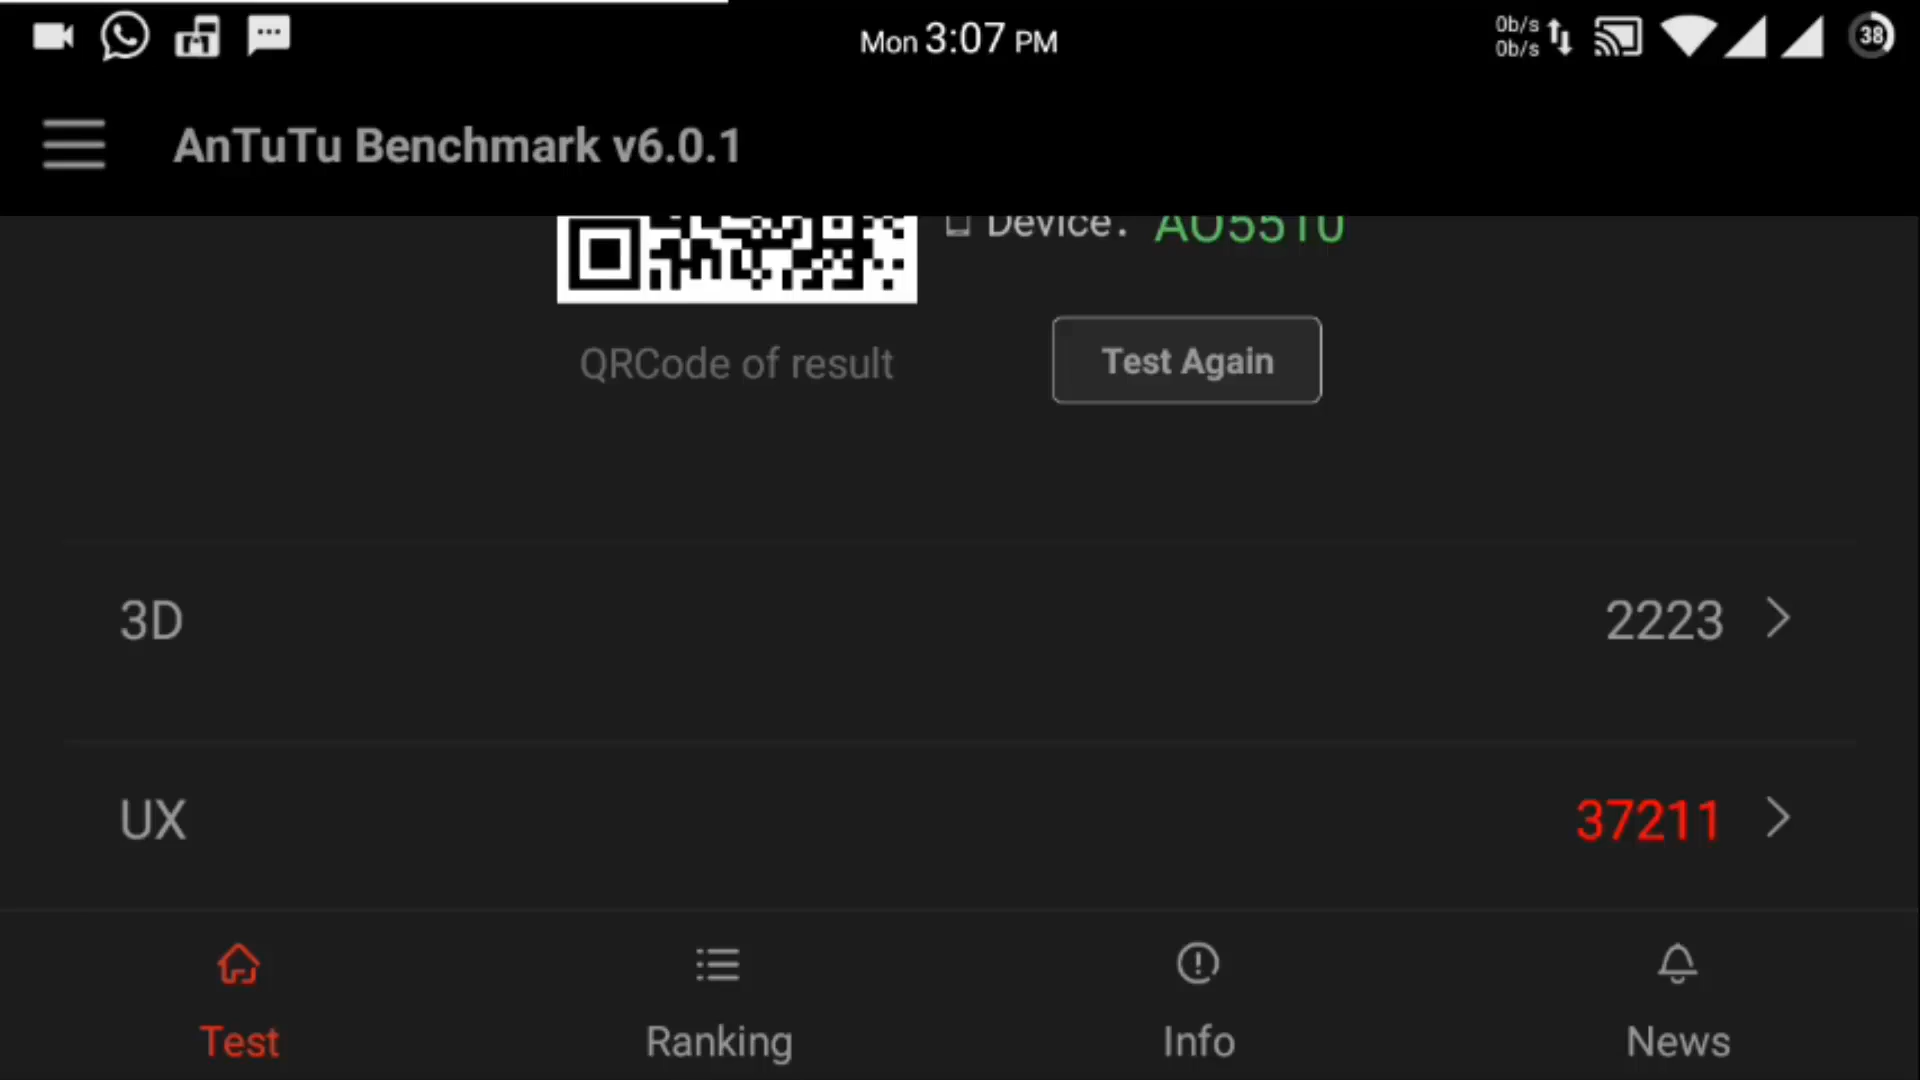 Mon 3:07 PM
0b/s
0b/s
38
AnTuTu Benchmark v6.0.1
Device:
QRCode of result
Test Again
3D 2223
UX 37211
Test Ranking Info News